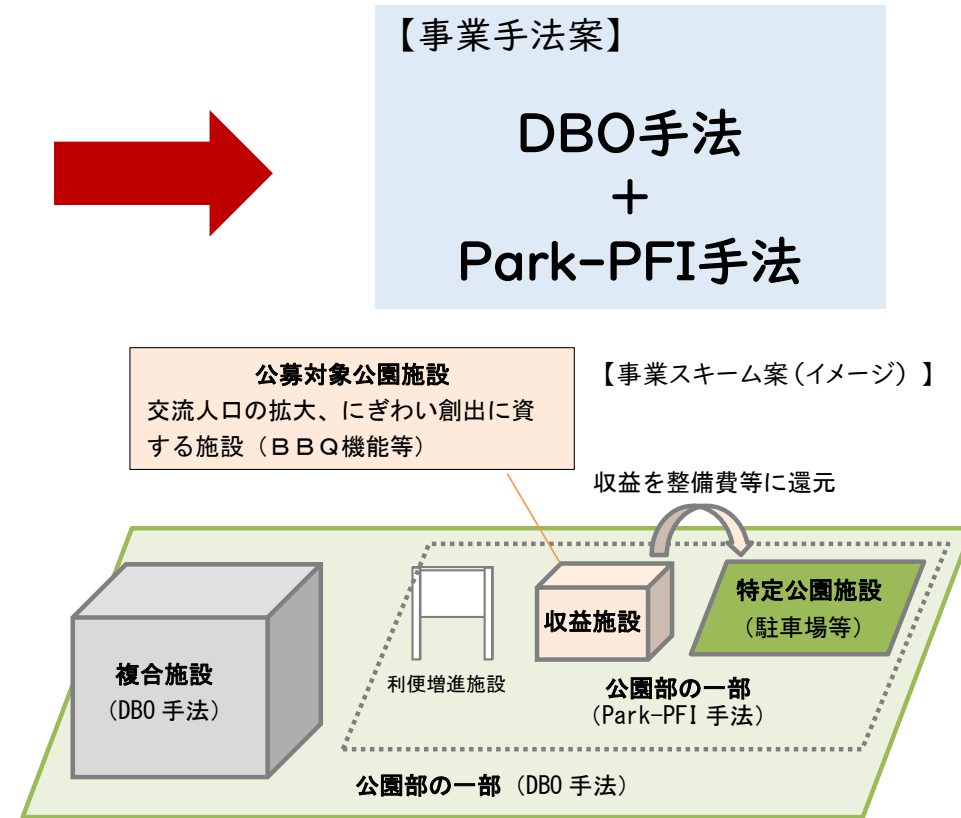 【事業手法案】
DBO手法
+
Park-PFI手法
公募対象公園施設
交流人口の拡大、にぎわい創出に資
する施設（ＢＢＱ機能等）
【事業スキーム案（イメージ）】
収益を整備費等に還元
特定公園施設
（駐車場等）
収益施設
複合施設
（DBO 手法）
利便増進施設
公園部の一部
（Park-PFI 手法）
公園部の一部（DBO 手法）